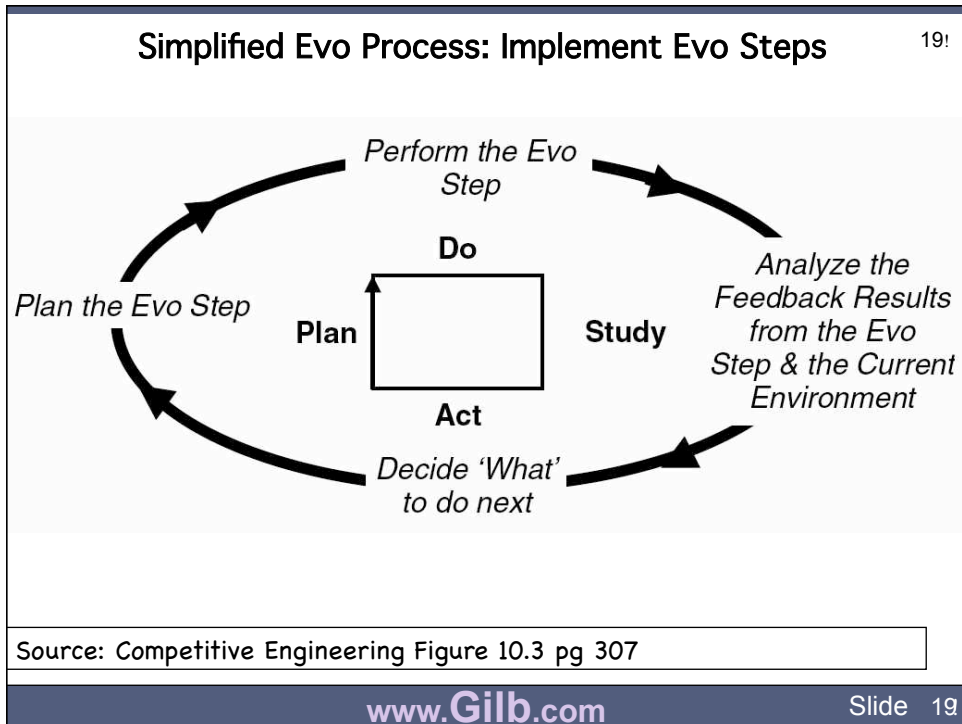 Simplified Evo Process: Implement Evo Steps
19!
Perform the Evo
Step
Do
Plan the Evo Step
Plan
Study
Analyze the
Feedback Results
from the Evo
Step & the Current
Environment
Act
Decide ‘What’
to do next
Source: Competitive Engineering Figure 10.3 pg 307
www.Gilb.com
Slide 19